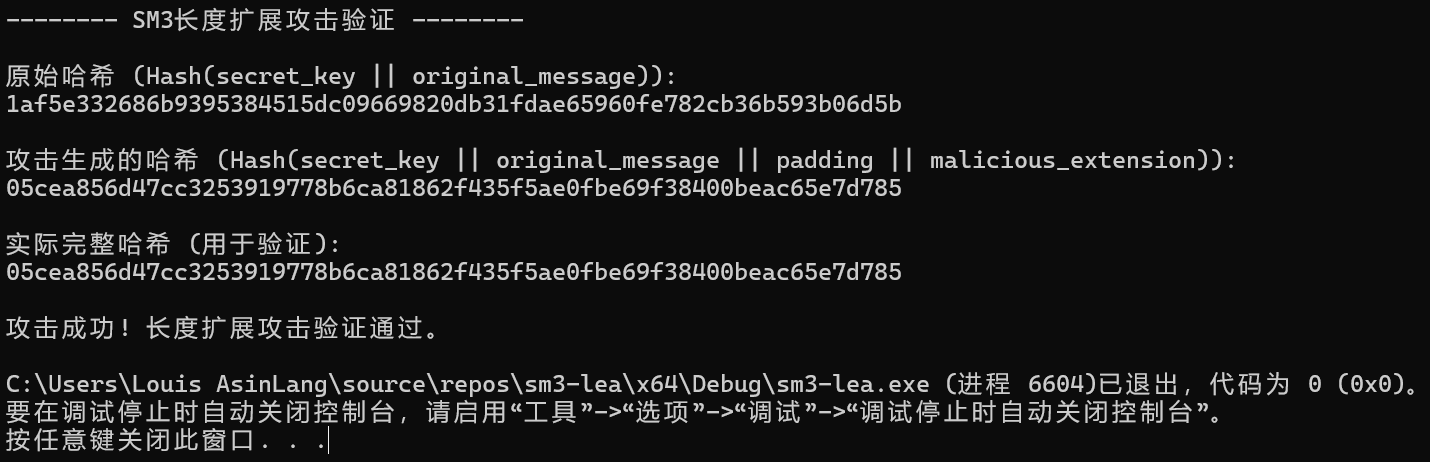 -------- SM3长度扩展攻击验证 --------
原始哈希 (Hash(secret_key || original_message)):
1af5e332686b9395384515dc09669820db31fdae65960fe782cb36b593b06d5b
攻击生成的哈希 (Hash(secret_key || original_message || padding || malicious_extension)):
05cea856d47cc3253919778b6ca81862f435f5ae0fbe69f38400beac65e7d785
实际完整哈希 (用于验证):
05cea856d47cc3253919778b6ca81862f435f5ae0fbe69f38400beac65e7d785
攻击成功! 长度扩展攻击验证通过。
C:\Users\Louis AsinLang\source\repos\sm3-lea\x64\Debug\sm3-lea.exe (进程 6604)已退出，代码为 0 (0x0)。
要在调试停止时自动关闭控制台，请启用“工具”->“选项”->“调试”->“调试停止时自动关闭控制台”。
按任意键关闭此窗口. . .